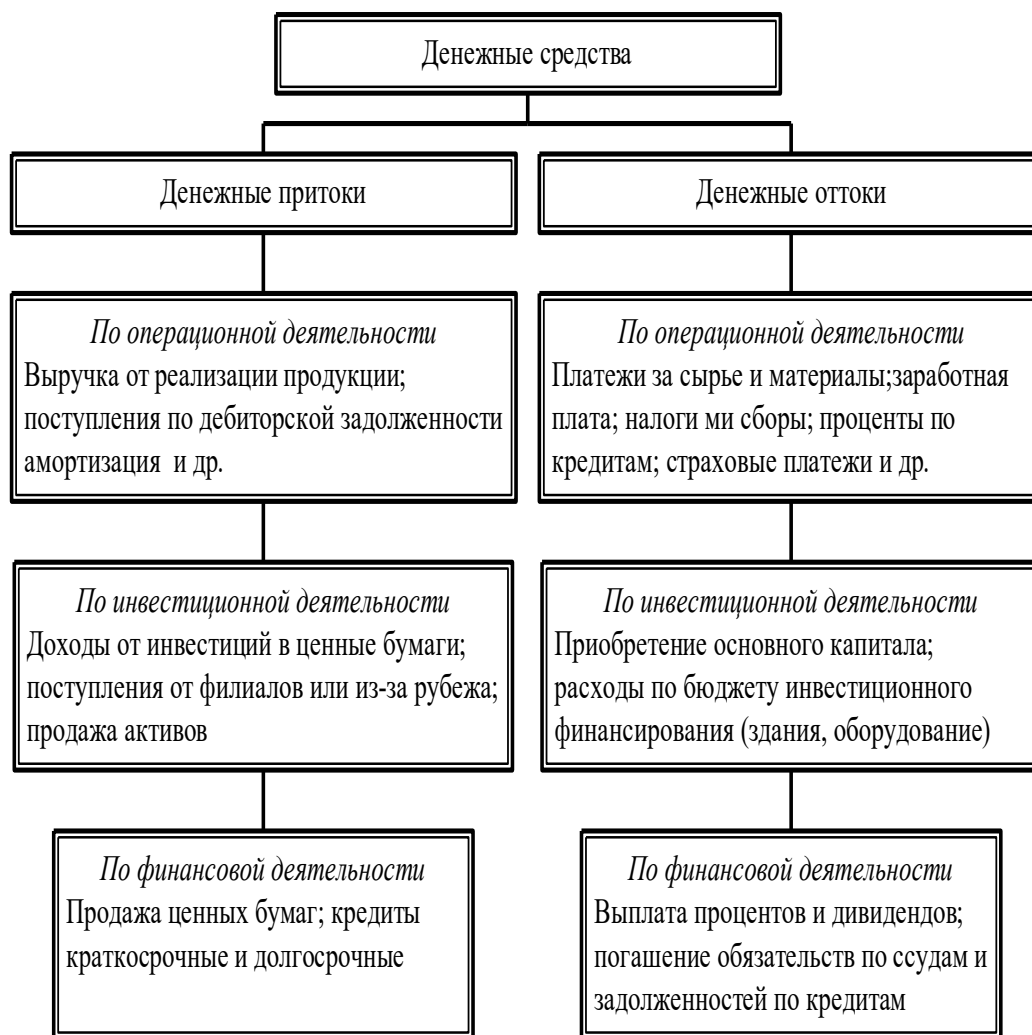 Денежные средства
Денежные притоки
Денежные оттоки
По операционной деятельности
Выручка от реализации продукции;
поступления по дебиторской задолженности
амортизация и др.
По операционной деятельности
Платежи за сырье и материалы;заработная
плата; налоги ми сборы; проценты по
кредитам; страховые платежи и др.
По инвестиционной деятельности
Доходы от инвестиций в ценные бумаги;
поступления от филиалов или из-за рубежа;
продажа активов
По инвестиционной деятельности
Приобретение основного капитала;
расходы по бюджету инвестиционного
финансирования (здания, оборудование)
По финансовой деятельности
Продажа ценных бумаг; кредиты
краткосрочные и долгосрочные
По финансовой деятельности
Выплата процентов и дивидендов;
погашение обязательств по ссудам и
задолженностей по кредитам